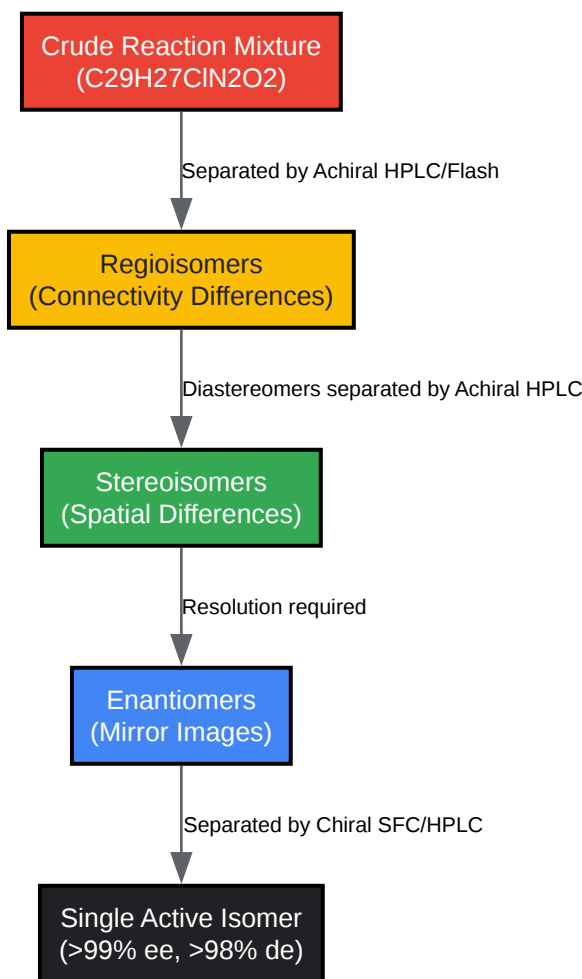 Crude Reaction Mixture
(C29H27ClN2O2)
Separated by Achiral HPLC/Flash
Regioisomers
(Connectivity Differences)
Diastereomers separated by Achiral HPLC
Stereoisomers
(Spatial Differences)
Resolution required
Enantiomers
(Mirror Images)
Separated by Chiral SFC/HPLC
Single Active Isomer
(>99% ee, >98% de)